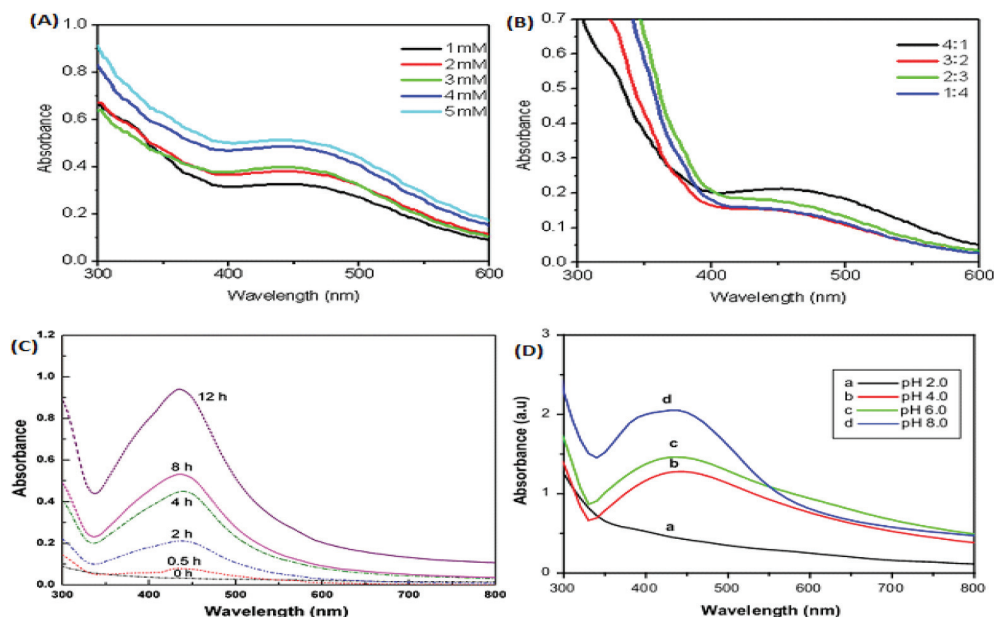 (A)
1.0
0.8
0.6
0.4
0.2
0.0
Absorbance
1 mM
2 mM
3 mM
4 mM
5 mM
300 400 500 600
Wavelength (nm)
(B)
0.7
0.6
0.5
0.4
0.3
0.2
0.1
0.0
Absorbance
4:1
3:2
2:3
1:4
300 400 500 600
Wavelength (nm)
(C)
1.2
1.0
0.8
0.6
0.4
0.2
0.0
Absorbance
12 h
8 h
4 h
2 h
0.5 h
0 h
300 400 500 600 700 800
Wavelength (nm)
(D)
3
2
1
0
Absorbance (a.u)
a pH 2.0
b pH 4.0
c pH 6.0
d pH 8.0
d
c
b
a
300 400 500 600 700 800
Wavelength (nm)